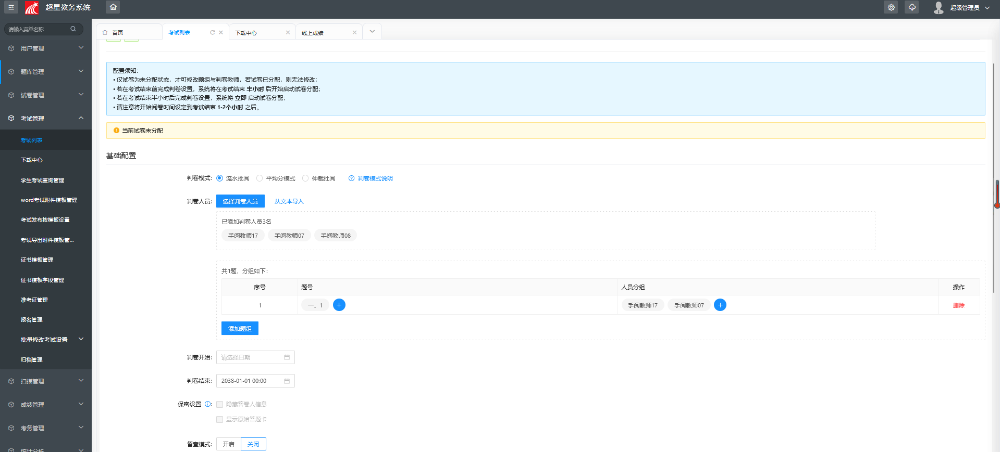 超星教务系统
超级管理员
请输入菜单名称
首页
考试列表
下载中心
线上成绩
用户管理
题库管理
试卷管理
考试管理
考试列表
下载中心
学生考试查询管理
word考试附件模板管理
考试发布按模板设置
考试导出附件模板管...
证书模板管理
证书模板字段管理
准考证管理
报名管理
批量修改考试设置
归档管理
扫描管理
成绩管理
考务管理
统计分析
配置须知：
• 仅试卷为未分配状态，才可修改题组与判卷教师，若试卷已分配，则无法修改；
• 若在考试结束前完成判卷设置，系统将在考试结束 半小时 后开始启动试卷分配；
• 若在考试结束半小时后完成判卷设置，系统将 立即 启动试卷分配；
• 请注意将开始阅卷时间设定到考试结束 1-2个小时 之后。
当前试卷未分配
基础配置
判卷模式： 流水批阅 平均分模式 仲裁批阅 判卷模式说明
判卷人员： 选择判卷人员 从文本导入
已添加判卷人员3名
手阅教师17 手阅教师07 手阅教师08
共1题，分组如下：
序号 题号 人员分组 操作
1 一、1 手阅教师17 手阅教师07 删除
添加题组
判卷开始： 请选择日期
判卷结束： 2038-01-01 00:00
保密设置 ： 隐藏答卷人信息
显示原始答题卡
督查模式： 开启 关闭